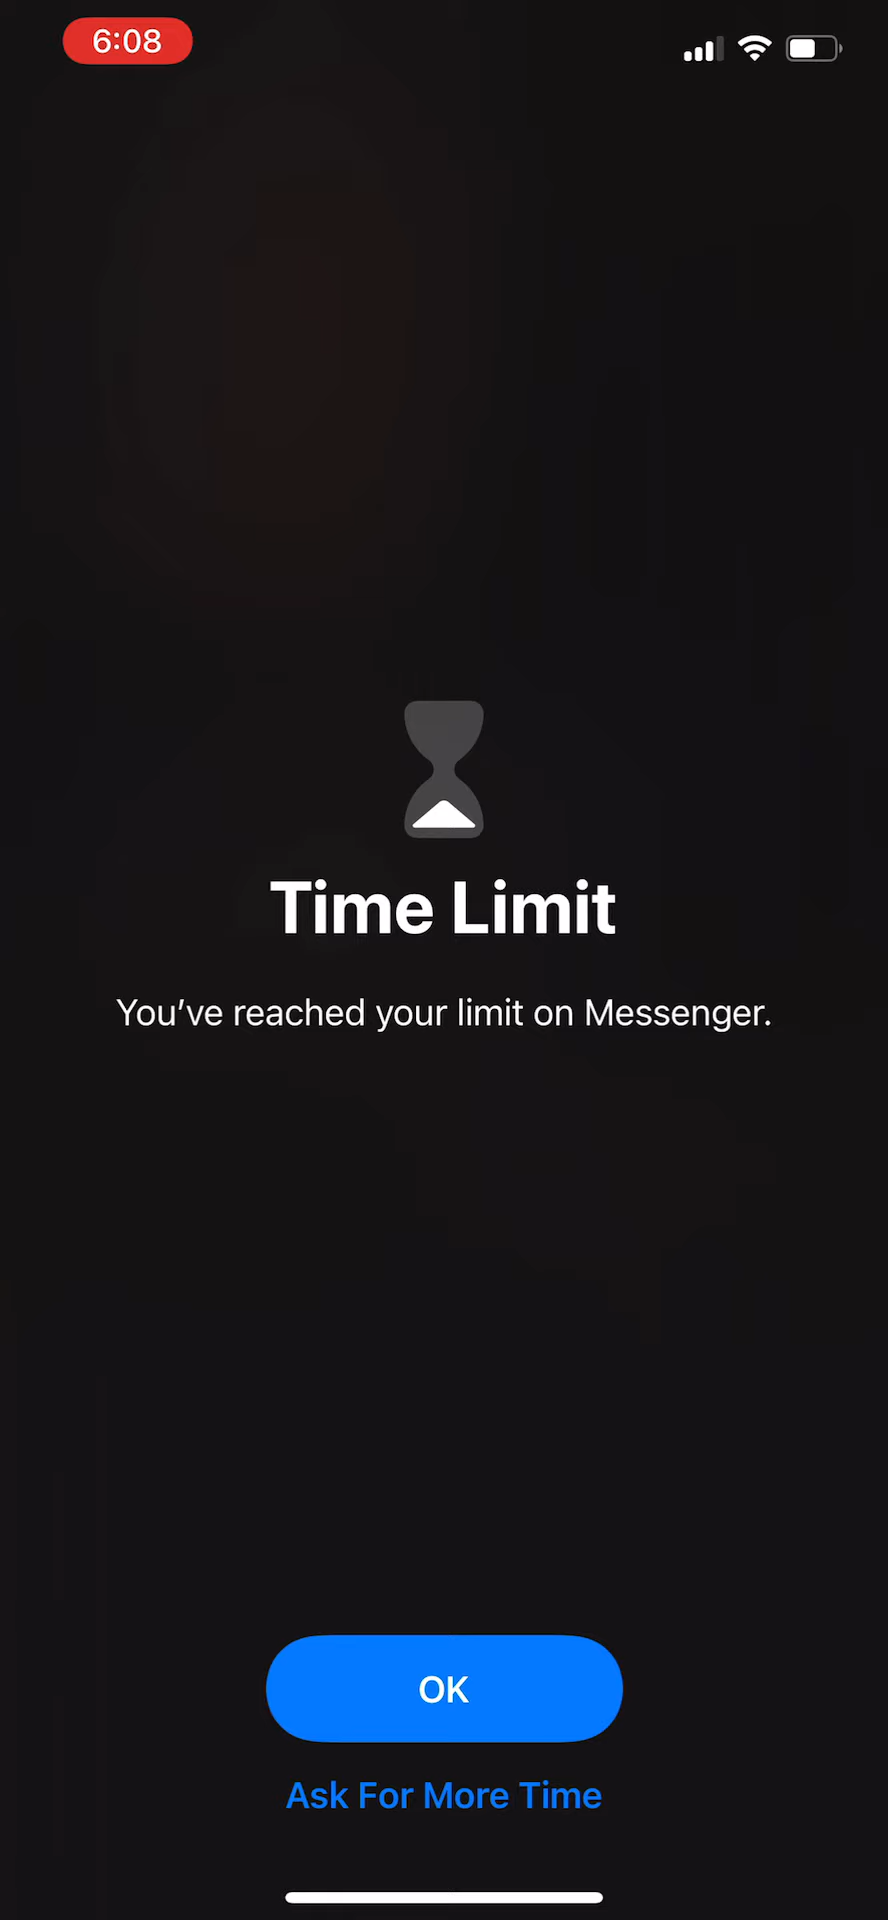 6:08
Time Limit
You’ve reached your limit on Messenger.
OK
Ask For More Time